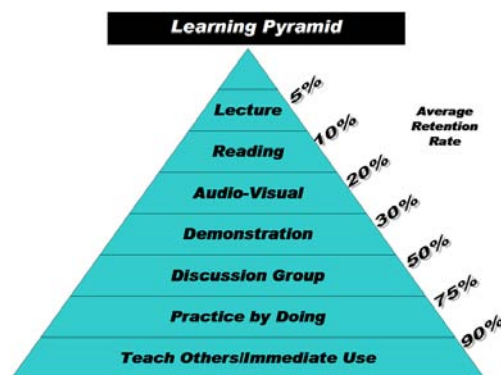 Learning Pyramid
5%
Average
Retention
Rate
Lecture
10%
Reading
20%
Audio-Visual
30%
Demonstration
50%
Discussion Group
75%
Practice by Doing
90%
Teach Others/Immediate Use